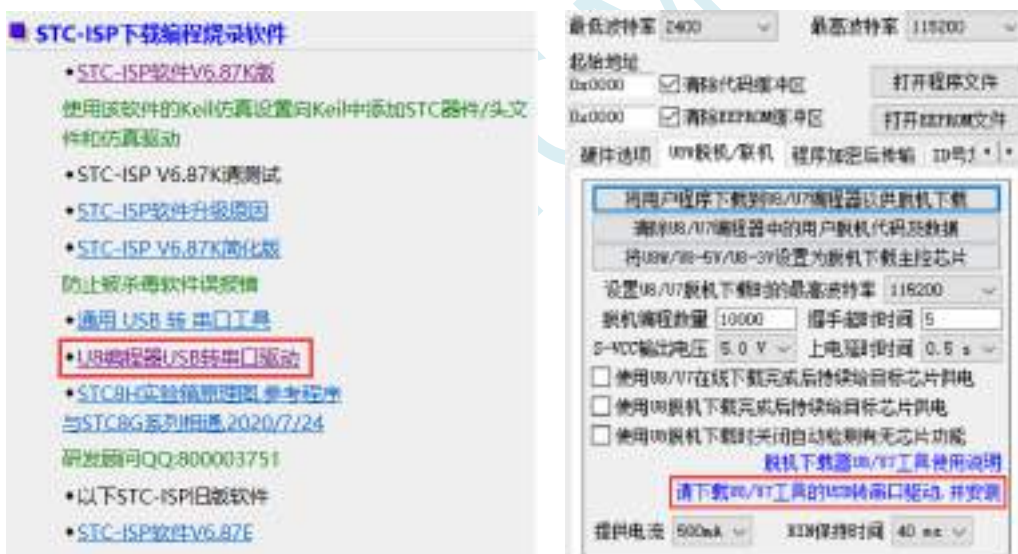 STC-ISP下载编程烧录软件
•STC-ISP软件V6.87K版
使用该软件的Keil仿真设置向Keil中添加STC器件/头文
件和仿真驱动
•STC-ISP V6.87K请测试
•STC-ISP软件升级原因
•STC-ISP V6.87K简化版
防止被杀毒软件误报情
•通用 USB 转 串口工具
•U8编程器USB转串口驱动
•STC8H实验箱原理图,参考程序
与STC8G系列相通,2020/7/24
研发顾问QQ:800003751
•以下STC-ISP旧版软件
•STC-ISP软件V6.87E
最低波特率 2400 最高波特率 115200
起始地址
0x0000 清除代码缓冲区 打开程序文件
0x0000 清除EEPROM缓冲区 打开EEPROM文件
硬件选项 U8W脱机/联机 程序加密后传输 ID号
将用户程序下载到U8/U7编程器以供脱机下载
清除U8/U7编程器中的用户脱机代码及数据
将U8W/U8-5V/U8-3V设置为脱机下载主控芯片
设置U8/U7脱机下载时的最高波特率 115200
脱机编程数量 10000 握手超时时间 5
S-VCC输出电压 5.0 V 上电延时时间 0.5 s
使用U8/U7在线下载完成后持续给目标芯片供电
使用U8脱机下载完成后持续给目标芯片供电
使用U8脱机下载时关闭自动检测有无芯片功能
脱机下载器U8/U7工具使用说明
请下载U8/U7工具的USB转串口驱动,并安装
提供电流 500mA 保持时间 40 ms